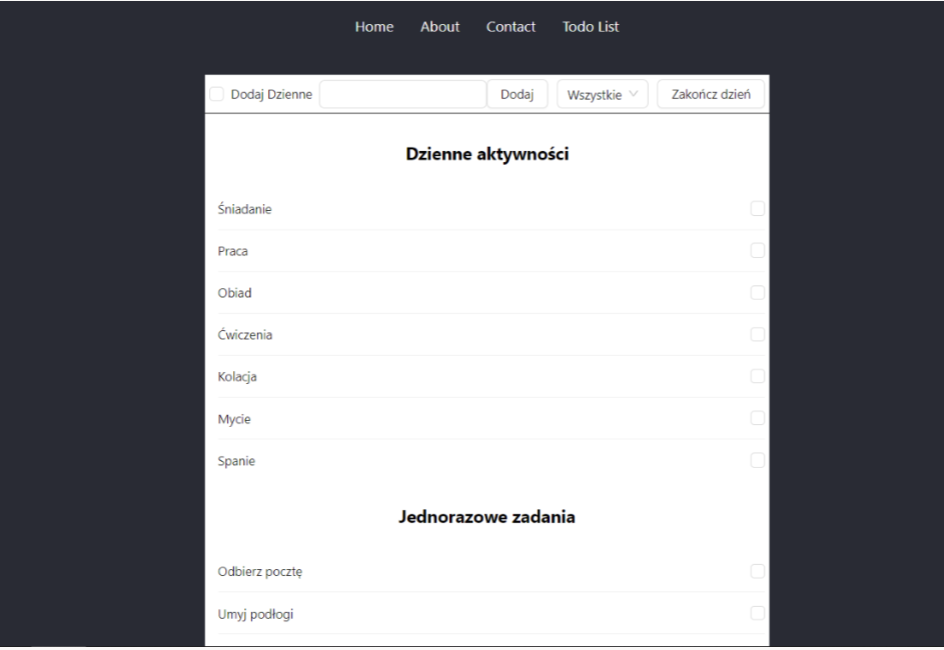 Home About Contact Todo List
Dodaj Dzienne Dodaj Wszystkie Zakończ dzień
Dzienne aktywności
Śniadanie
Praca
Obiad
Ćwiczenia
Kolacja
Mycie
Spanie
Jednorazowe zadania
Odbierz pocztę
Umyj podłogi